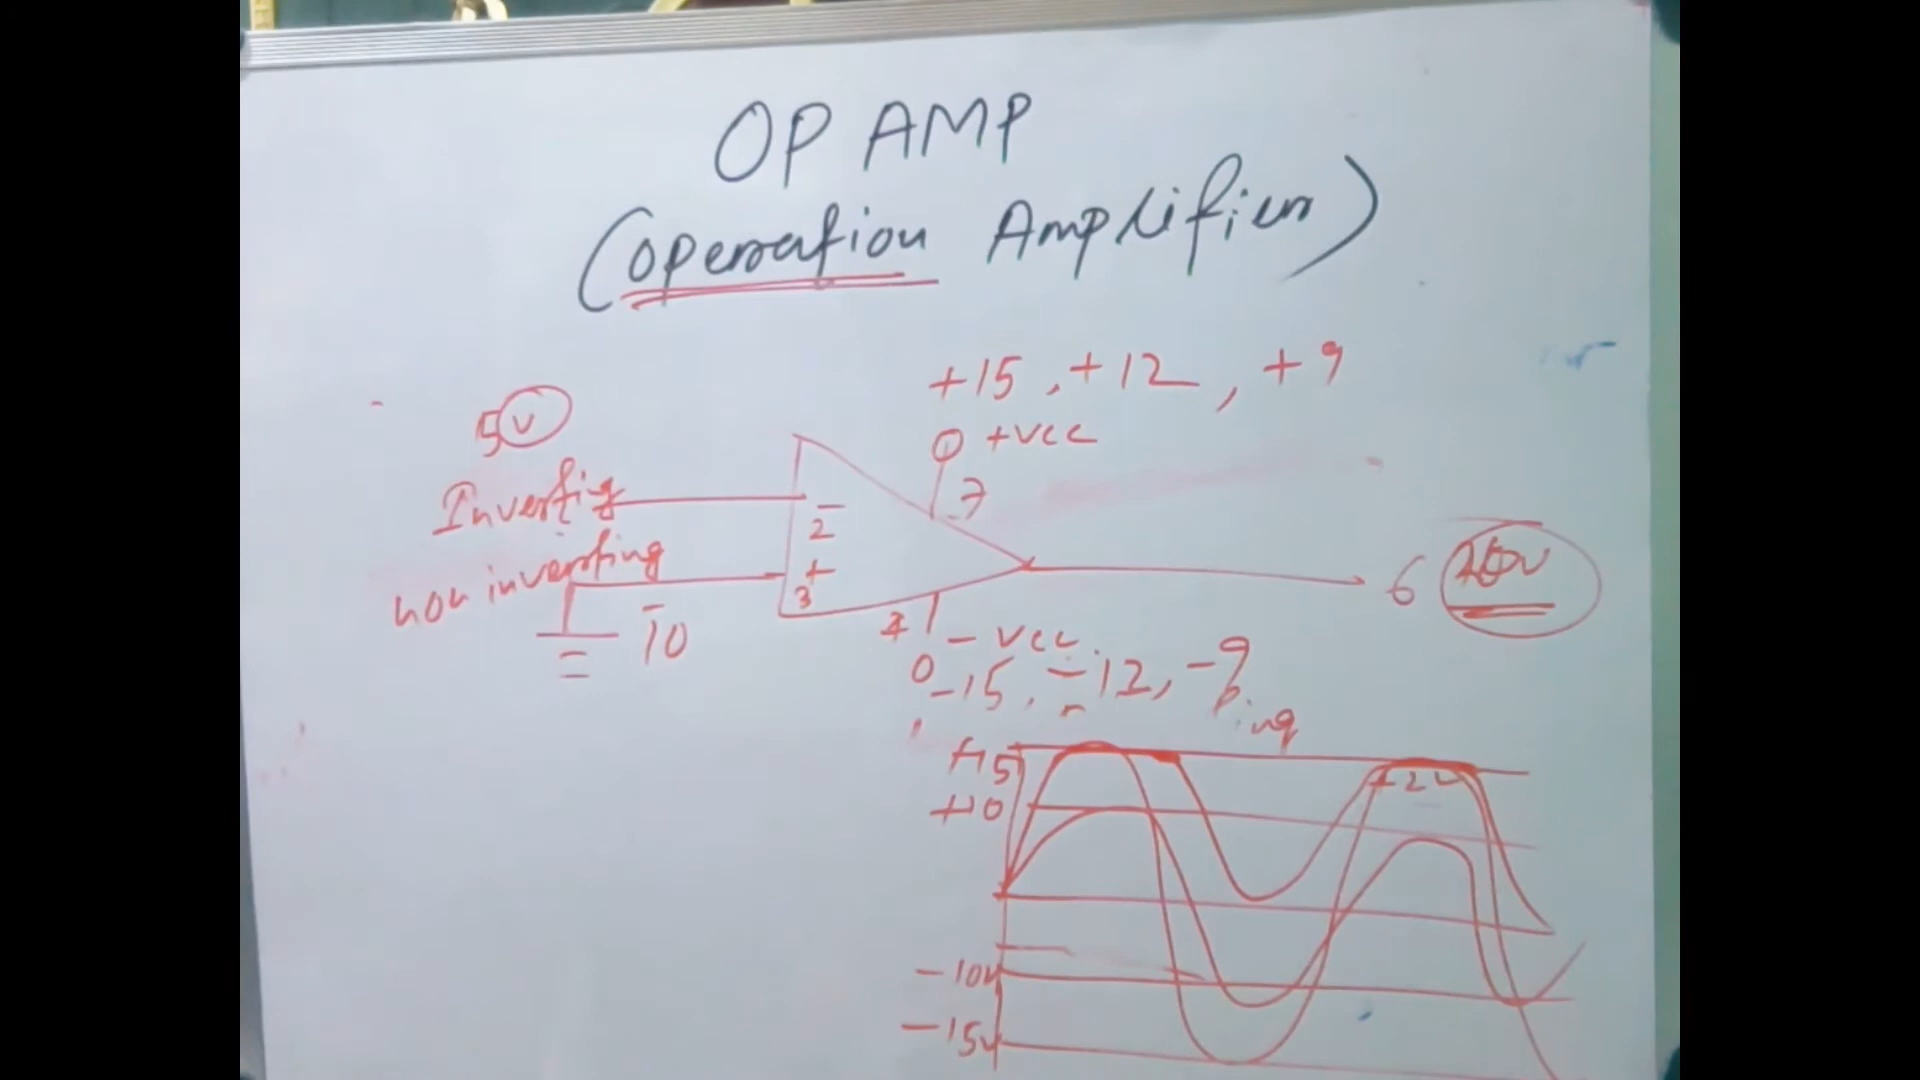 OP AMP
(operation Amplifier)
+15, +12, +9
5V
+Vcc
Inverting
7
2
-
non inverting
+
3
6
10
4
-Vcc
-15, -12, -9
+15
+10
+2V
-10V
-15V